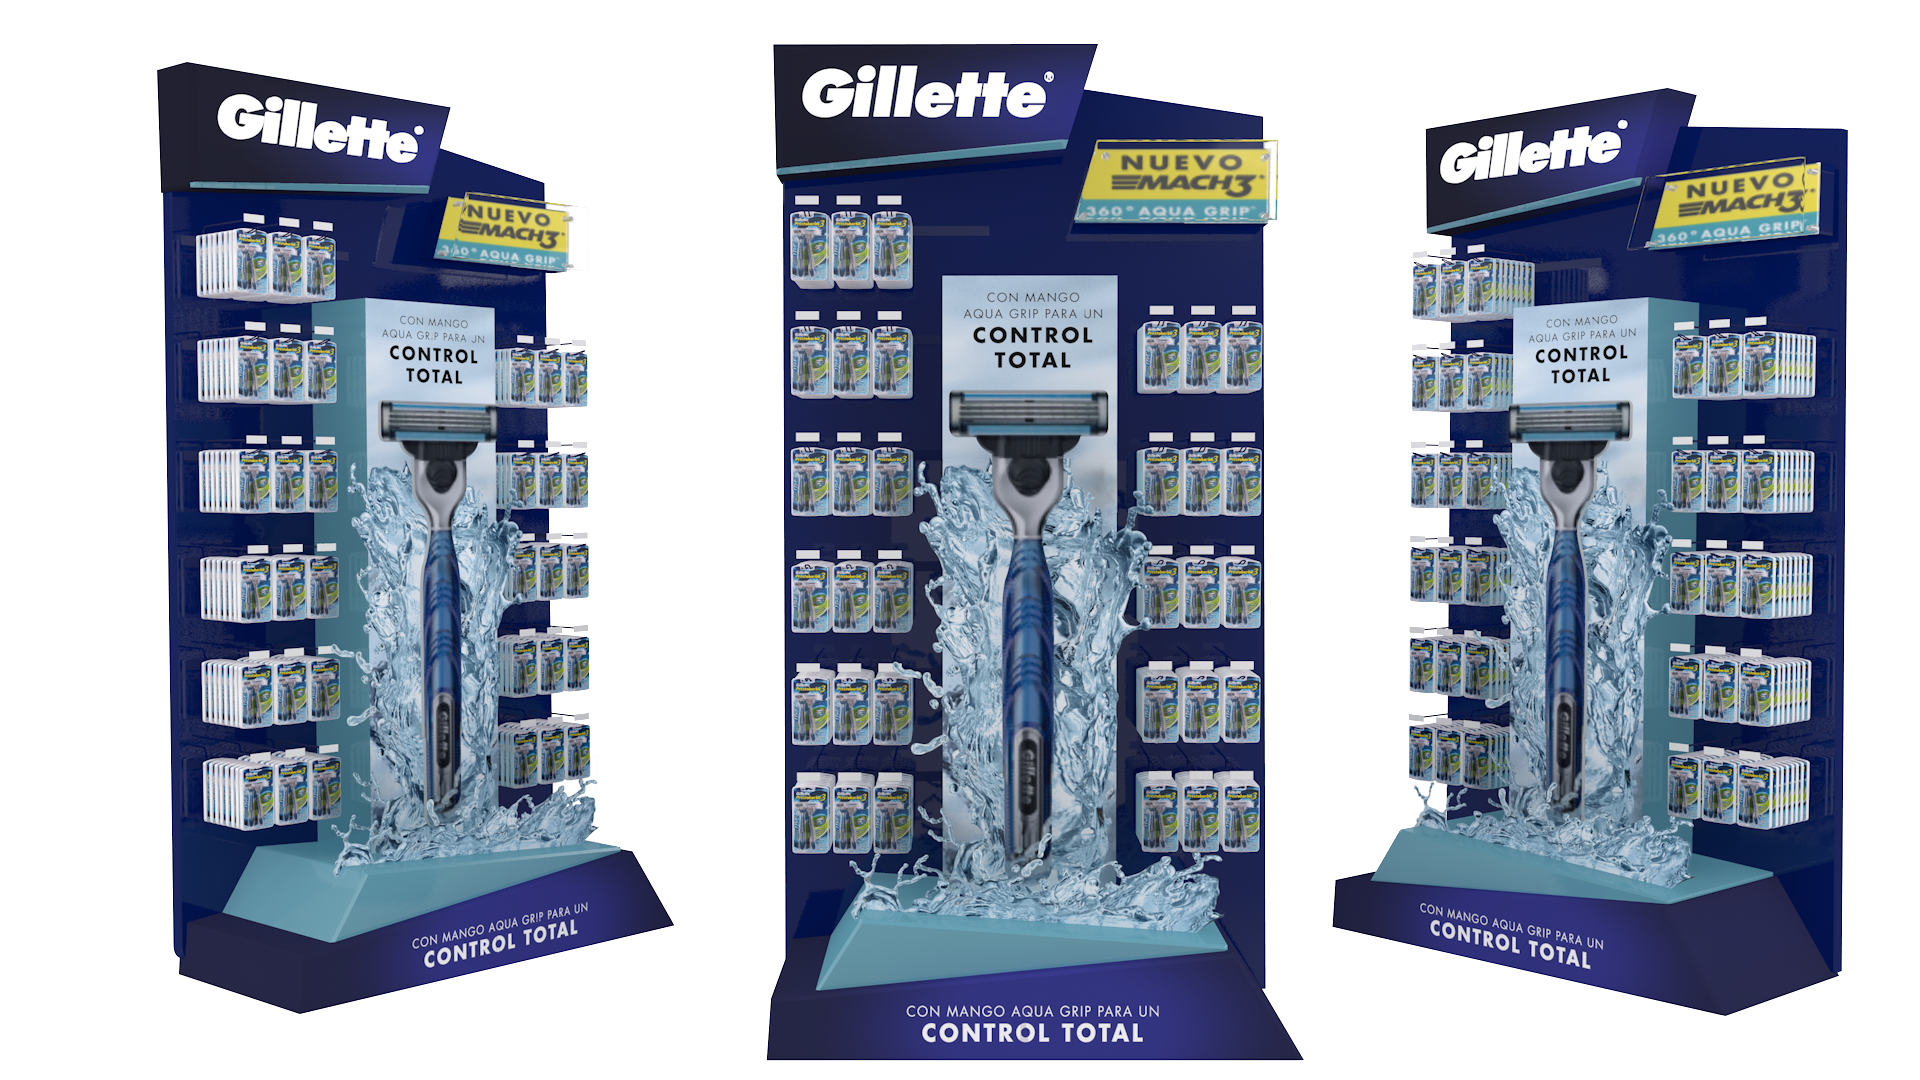 Gillette
NUEVO
MACH3
360° AQUA GRIP
CON MANGO
AQUA GRIP PARA UN
CONTROL
TOTAL
CON MANGO AQUA GRIP PARA UN
CONTROL TOTAL
Gillette®
NUEVO
MACH3
360° AQUA GRIP
CON MANGO
AQUA GRIP PARA UN
CONTROL
TOTAL
Gillette
CON MANGO AQUA GRIP PARA UN
CONTROL TOTAL
Gillette
NUEVO
MACH3
360° AQUA GRIP
CON MANGO
AQUA GRIP PARA UN
CONTROL
TOTAL
Gillette
CON MANGO AQUA GRIP PARA UN
CONTROL TOTAL